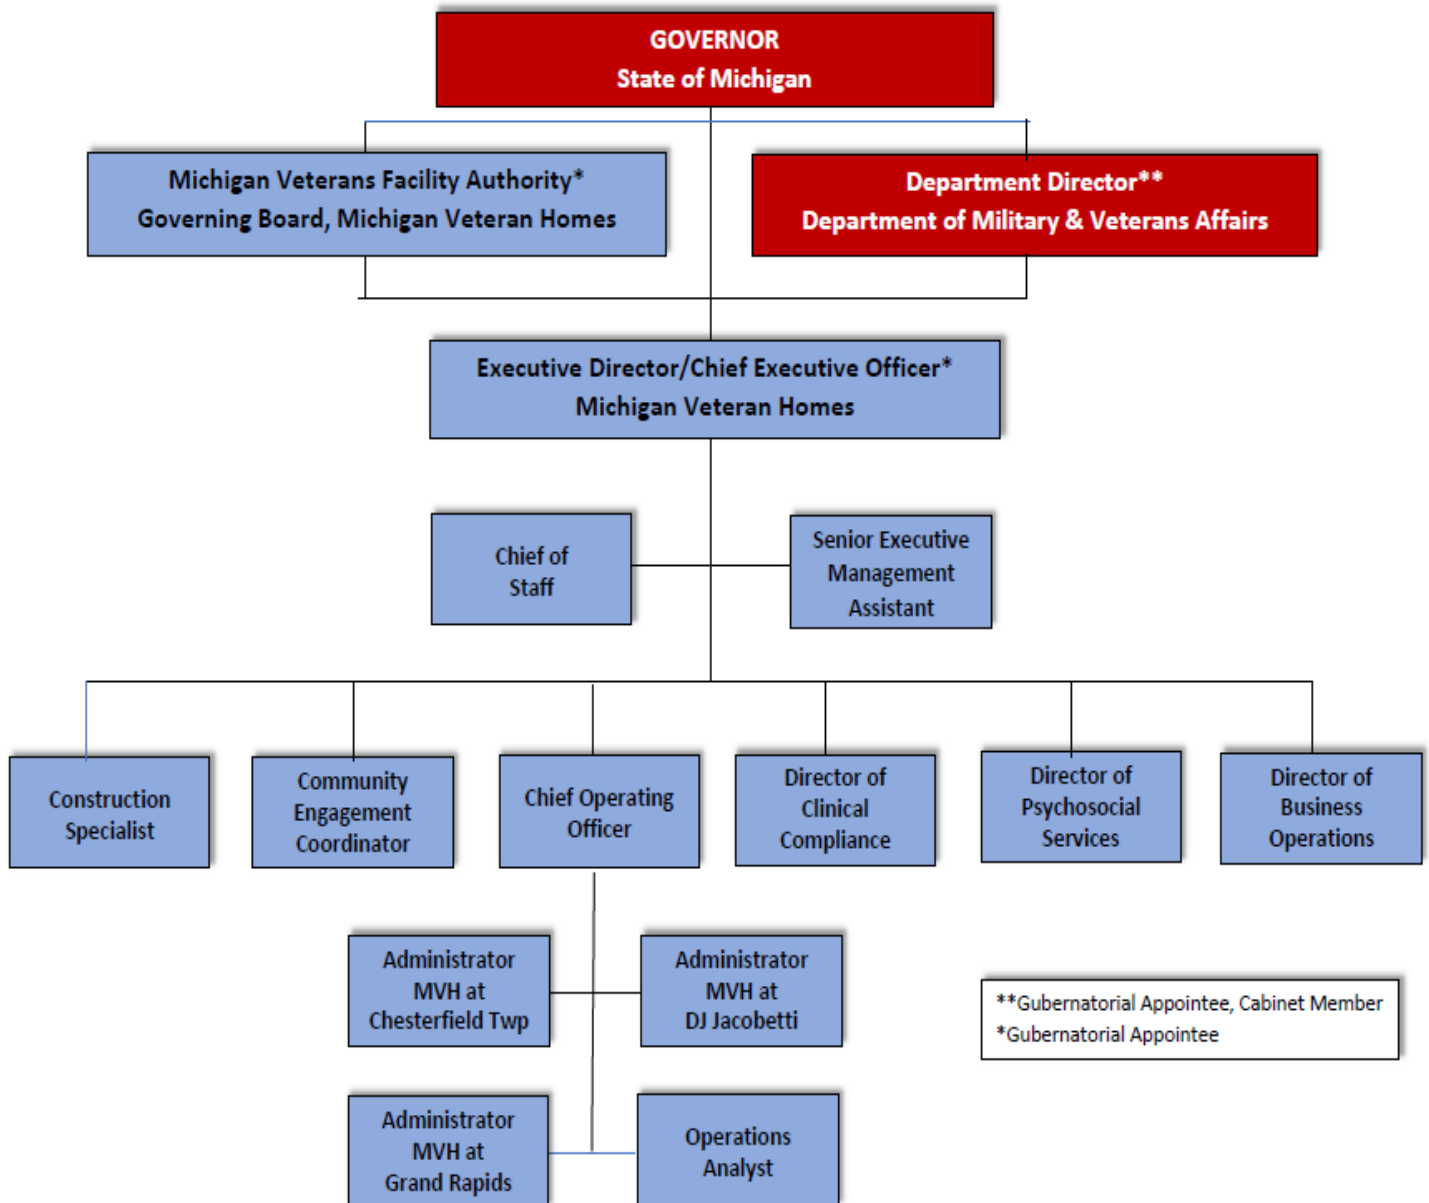 GOVERNOR
State of Michigan
Michigan Veterans Facility Authority*
Governing Board, Michigan Veteran Homes
Department Director**
Department of Military & Veterans Affairs
Executive Director/Chief Executive Officer*
Michigan Veteran Homes
Chief of
Staff
Senior Executive
Management
Assistant
Construction
Specialist
Community
Engagement
Coordinator
Chief Operating
Officer
Director of
Clinical
Compliance
Director of
Psychosocial
Services
Director of
Business
Operations
Administrator
MVH at
Chesterfield Twp
Administrator
MVH at
DJ Jacobetti
**Gubernatorial Appointee, Cabinet Member
*Gubernatorial Appointee
Administrator
MVH at
Grand Rapids
Operations
Analyst